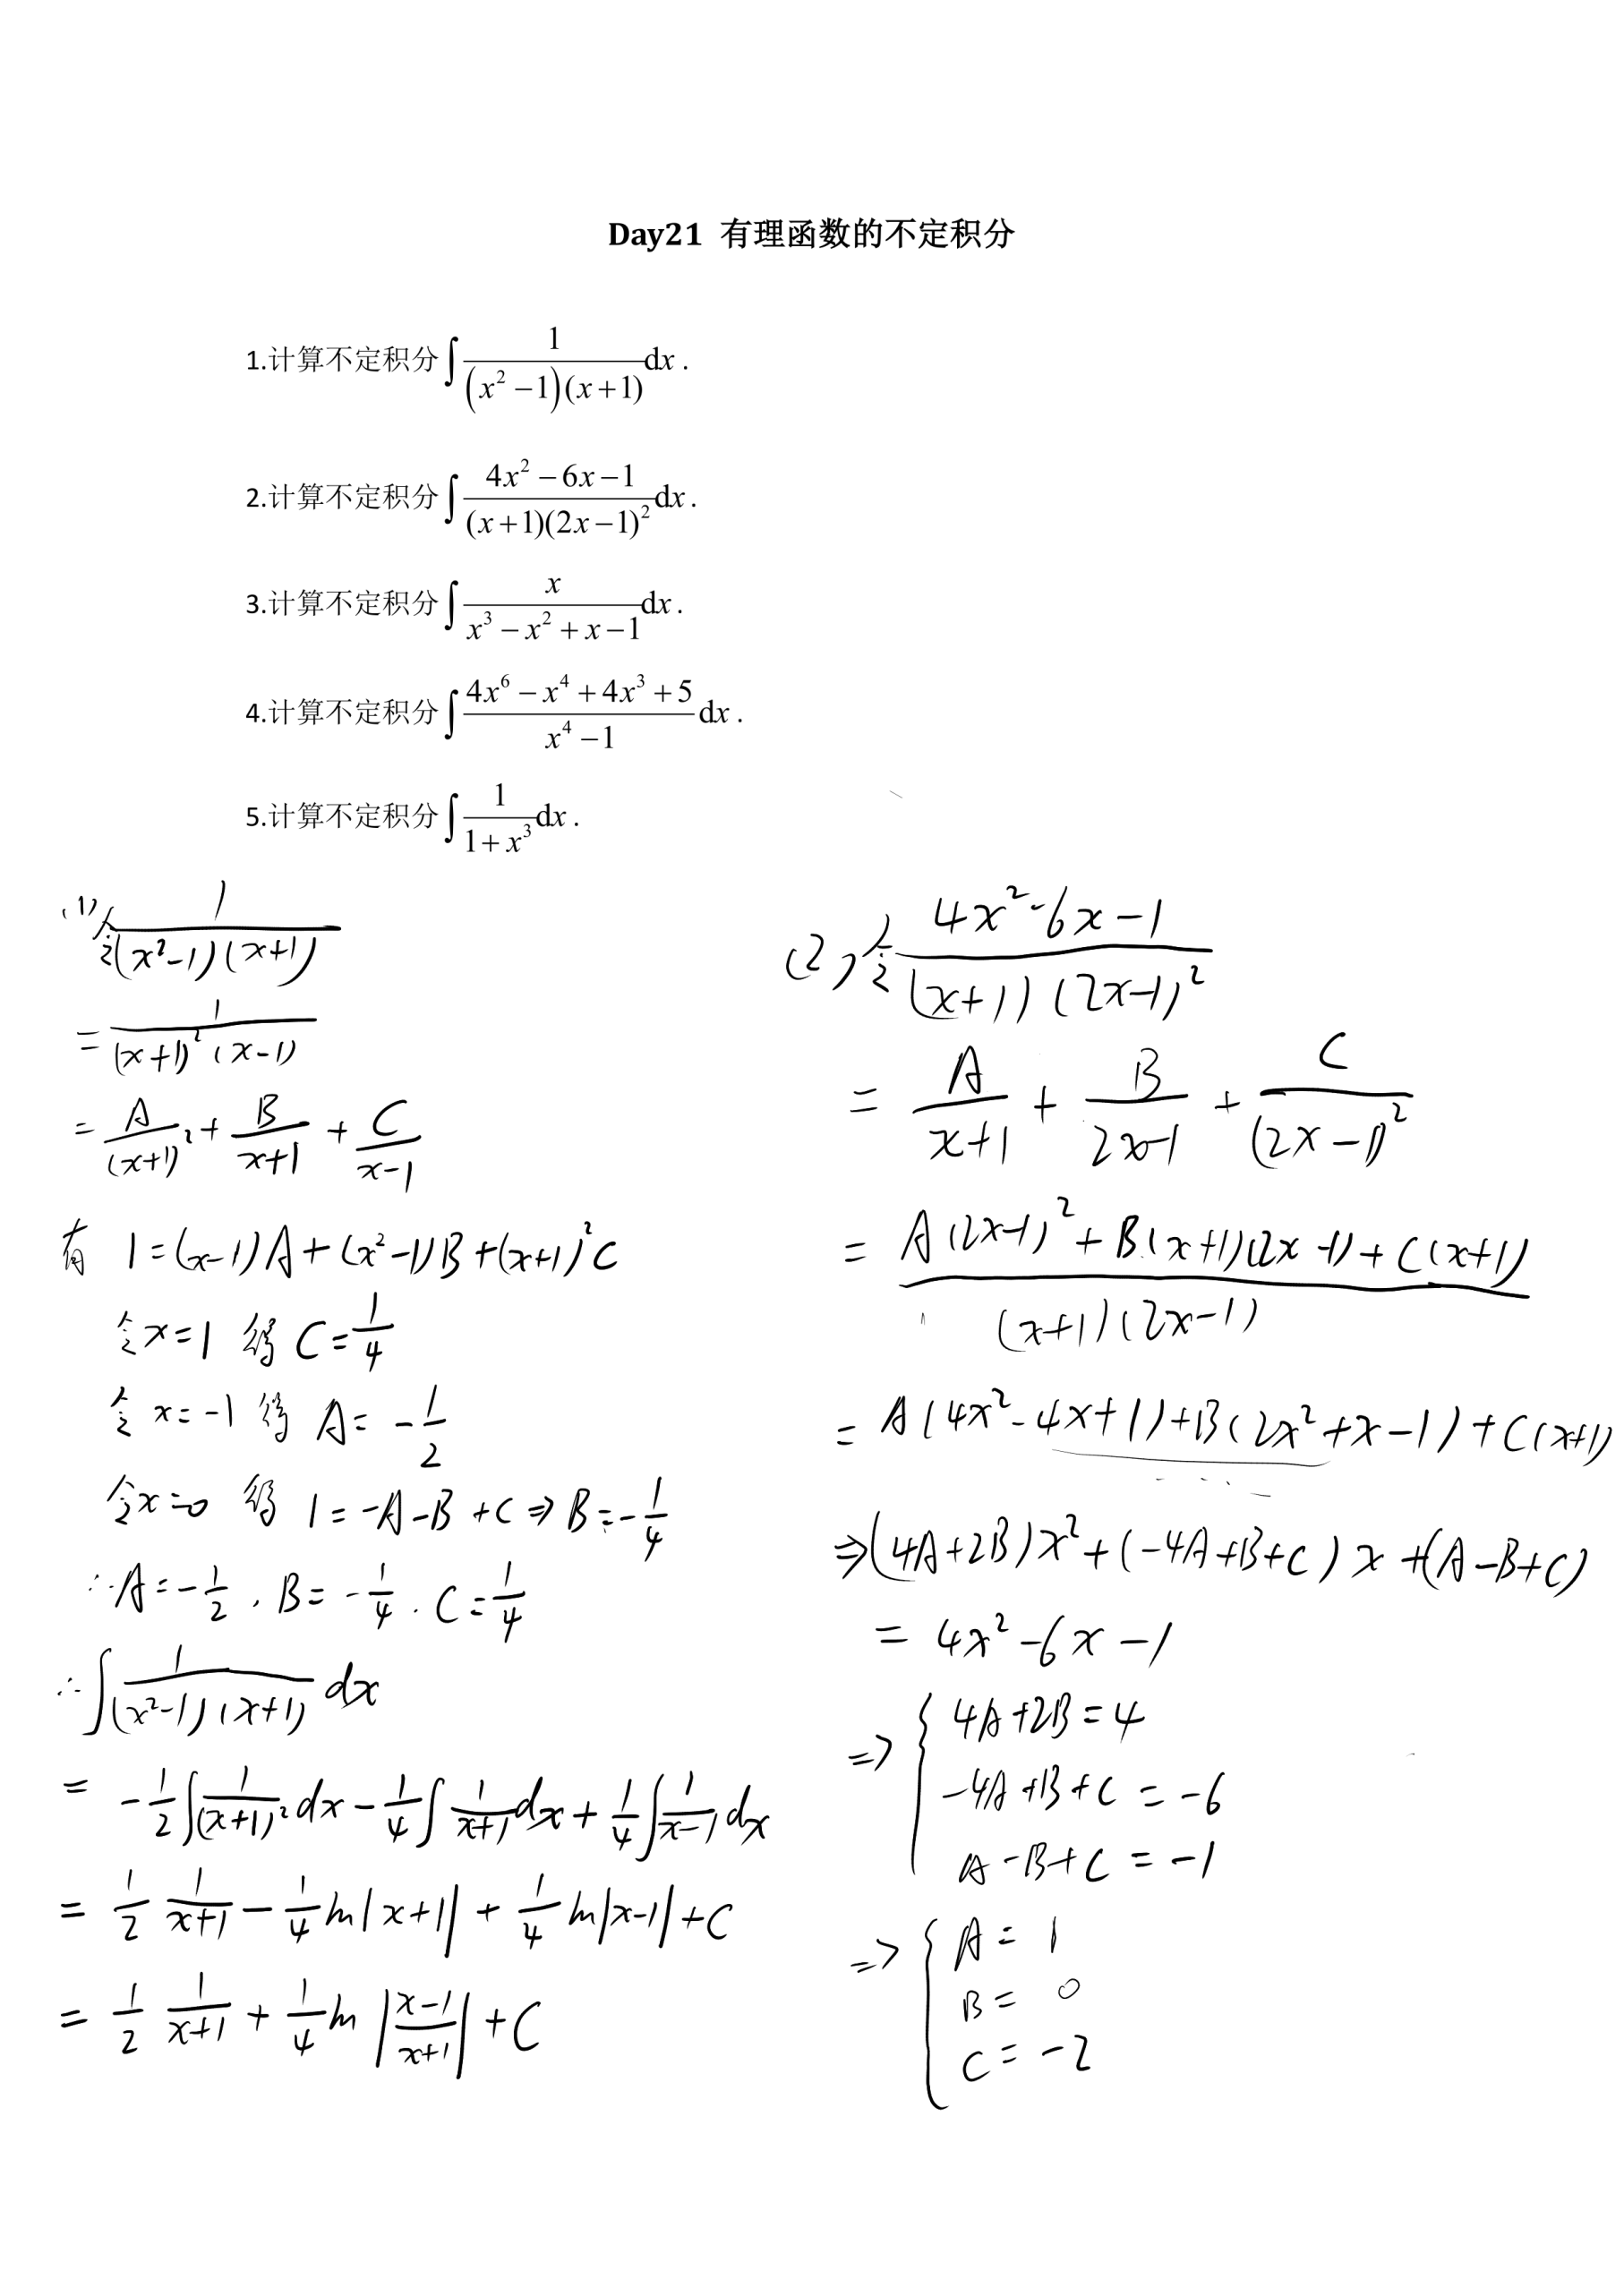 Day21 有理函数的不定积分
1.计算不定积分∫ 1/((x²−1)(x+1)) dx .
2.计算不定积分∫ (4x²−6x−1)/((x+1)(2x−1)²) dx .
3.计算不定积分∫ x/(x³−x²+x−1) dx .
4.计算不定积分∫ (4x⁶−x⁴+4x³+5)/(x⁴−1) dx .
5.计算不定积分∫ 1/(1+x³) dx .
(1) 令 1/((x²-1)(x+1))
= 1/((x+1)²(x-1))
= A/(x+1)² + B/(x+1) + C/(x-1)
有 1=(x-1)A+(x²-1)B+(x+1)²C
令x=1 得 C=1/4
令 x=-1 得 A=-1/2
令x=0 得 1=-A-B+C⇒B=-1/4
∴A=-1/2, B=-1/4, C=1/4
∴∫ 1/((x²-1)(x+1)) dx
= -1/2∫ 1/(x+1)² dx - 1/4∫ 1/(x+1) dx + 1/4∫ 1/(x-1) dx
= 1/2 1/(x+1) - 1/4 ln|x+1| + 1/4 ln|x-1| +C
= 1/2 1/(x+1) + 1/4 ln|(x-1)/(x+1)| +C
(2) 令 (4x²-6x-1)/((x+1)(2x-1)²)
= A/(x+1) + B/(2x-1) + C/(2x-1)²
= (A(2x-1)²+B(x+1)(2x-1)+C(x+1))/((x+1)(2x-1))
= A(4x²-4x+1)+B(2x²+x-1)+C(x+1)
⇒(4A+2B)x²+(-4A+B+C)x+(A-B+C)
= 4x²-6x-1
⇒ { 4A+2B=4
-4A+B+C=-6
A-B+C=-1
⇒ { A=1
B=0
C=-2